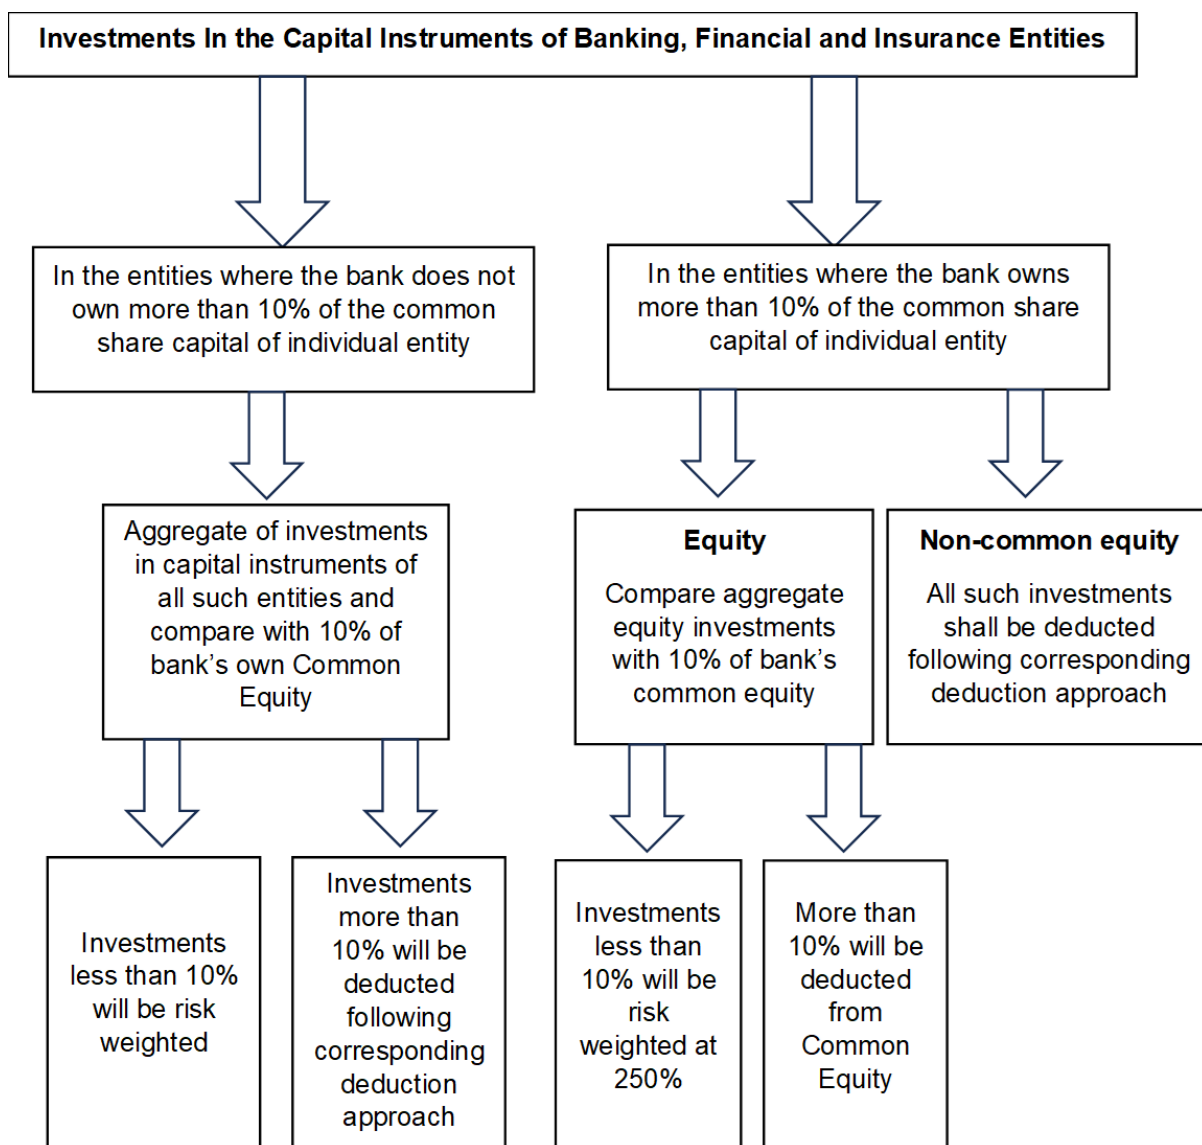 Investments In the Capital Instruments of Banking, Financial and Insurance Entities
In the entities where the bank does not
own more than 10% of the common
share capital of individual entity
In the entities where the bank owns
more than 10% of the common share
capital of individual entity
Aggregate of investments
in capital instruments of
all such entities and
compare with 10% of
bank’s own Common
Equity
Equity
Compare aggregate
equity investments
with 10% of bank’s
common equity
Non-common equity
All such investments
shall be deducted
following corresponding
deduction approach
Investments
less than 10%
will be risk
weighted
Investments
more than
10% will be
deducted
following
corresponding
deduction
approach
Investments
less than
10% will be
risk
weighted at
250%
More than
10% will be
deducted
from
Common
Equity